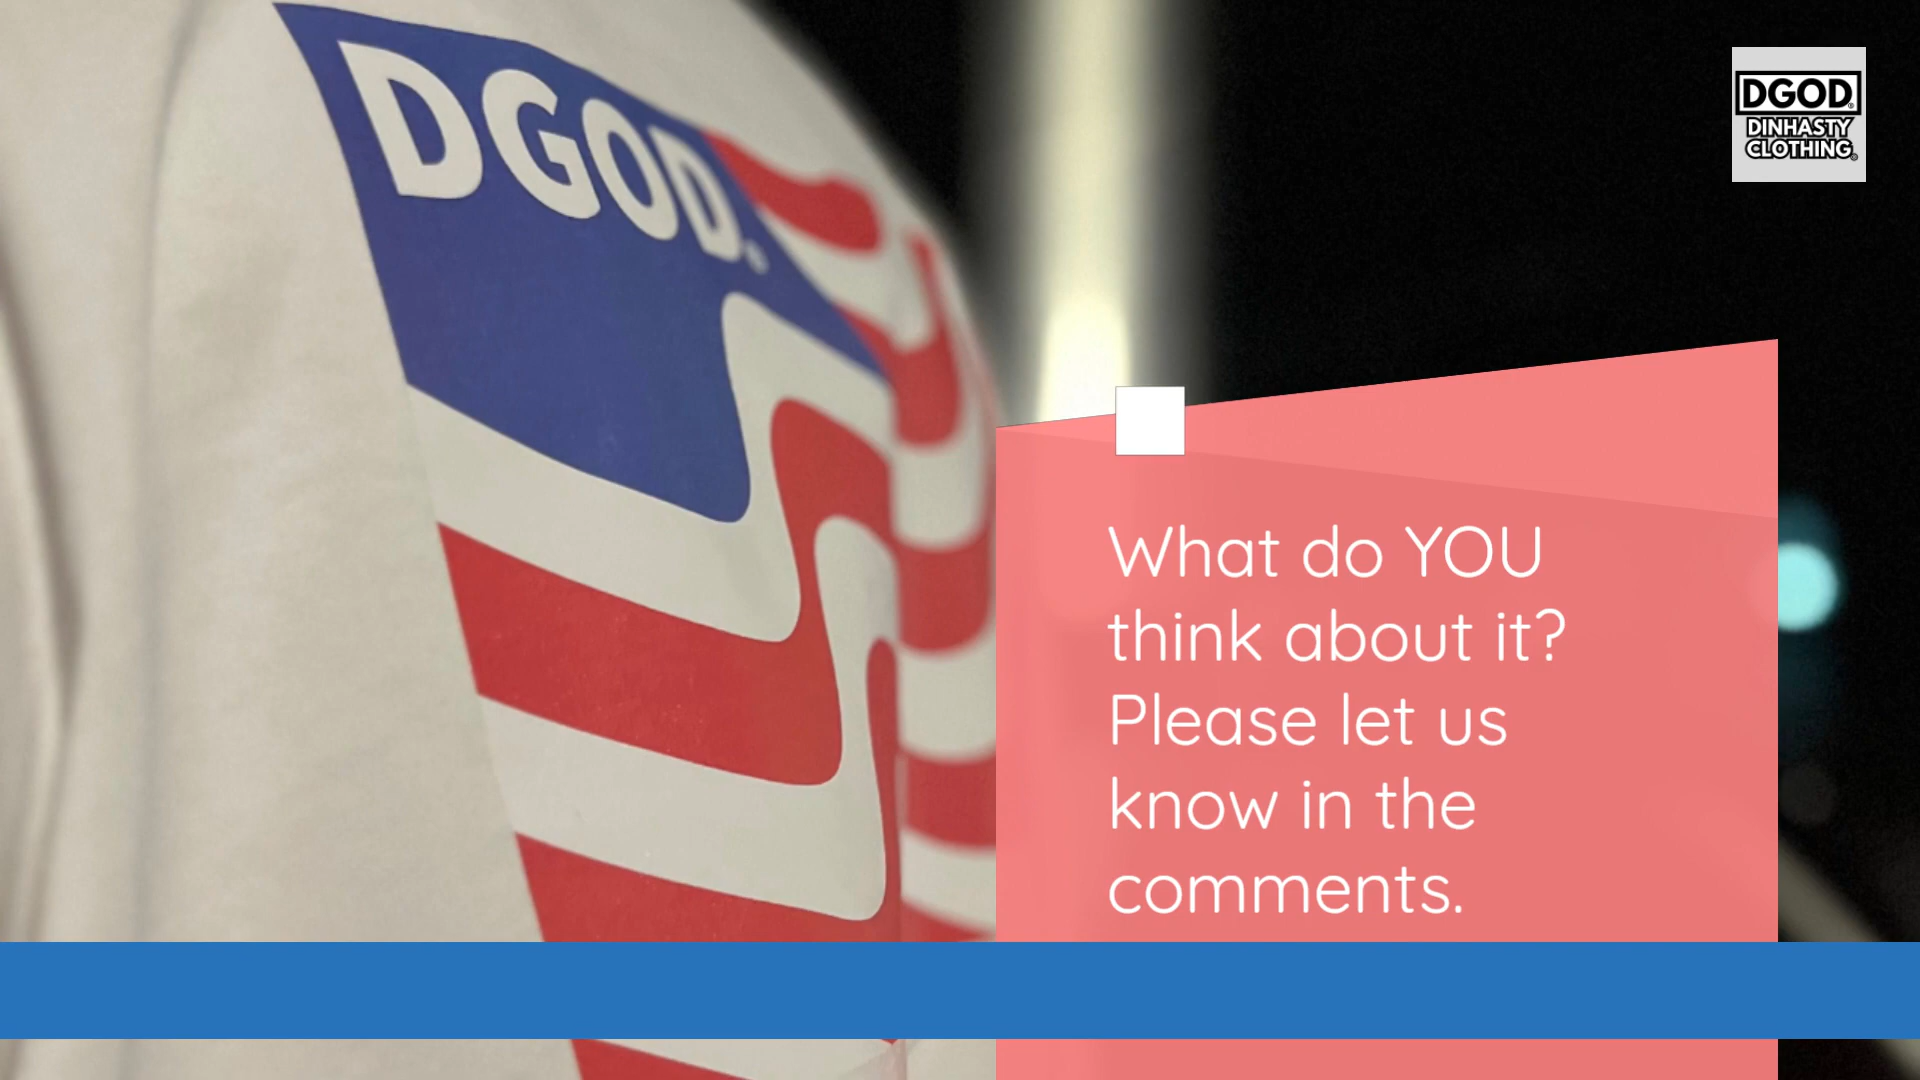 DGOD.
DGOD®
DINHASTY
CLOTHING®
What do YOU
think about it?
Please let us
know in the
comments.